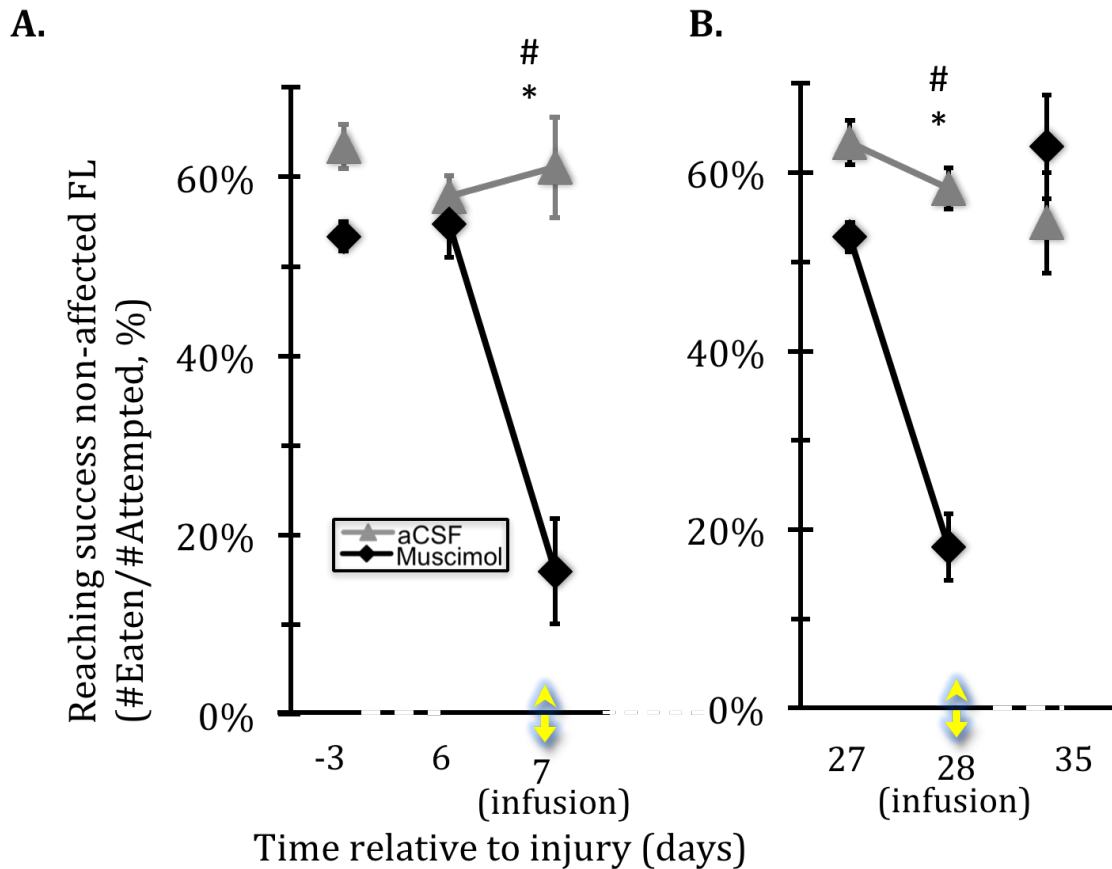 A.
#
*
60%
40%
20%
0%
Reaching success non-affected FL
(#Eaten/#Attempted, %)
aCSF
Muscimol
-3
6
7
(infusion)
B.
#
*
60%
40%
20%
0%
27
28
(infusion)
35
Time relative to injury (days)